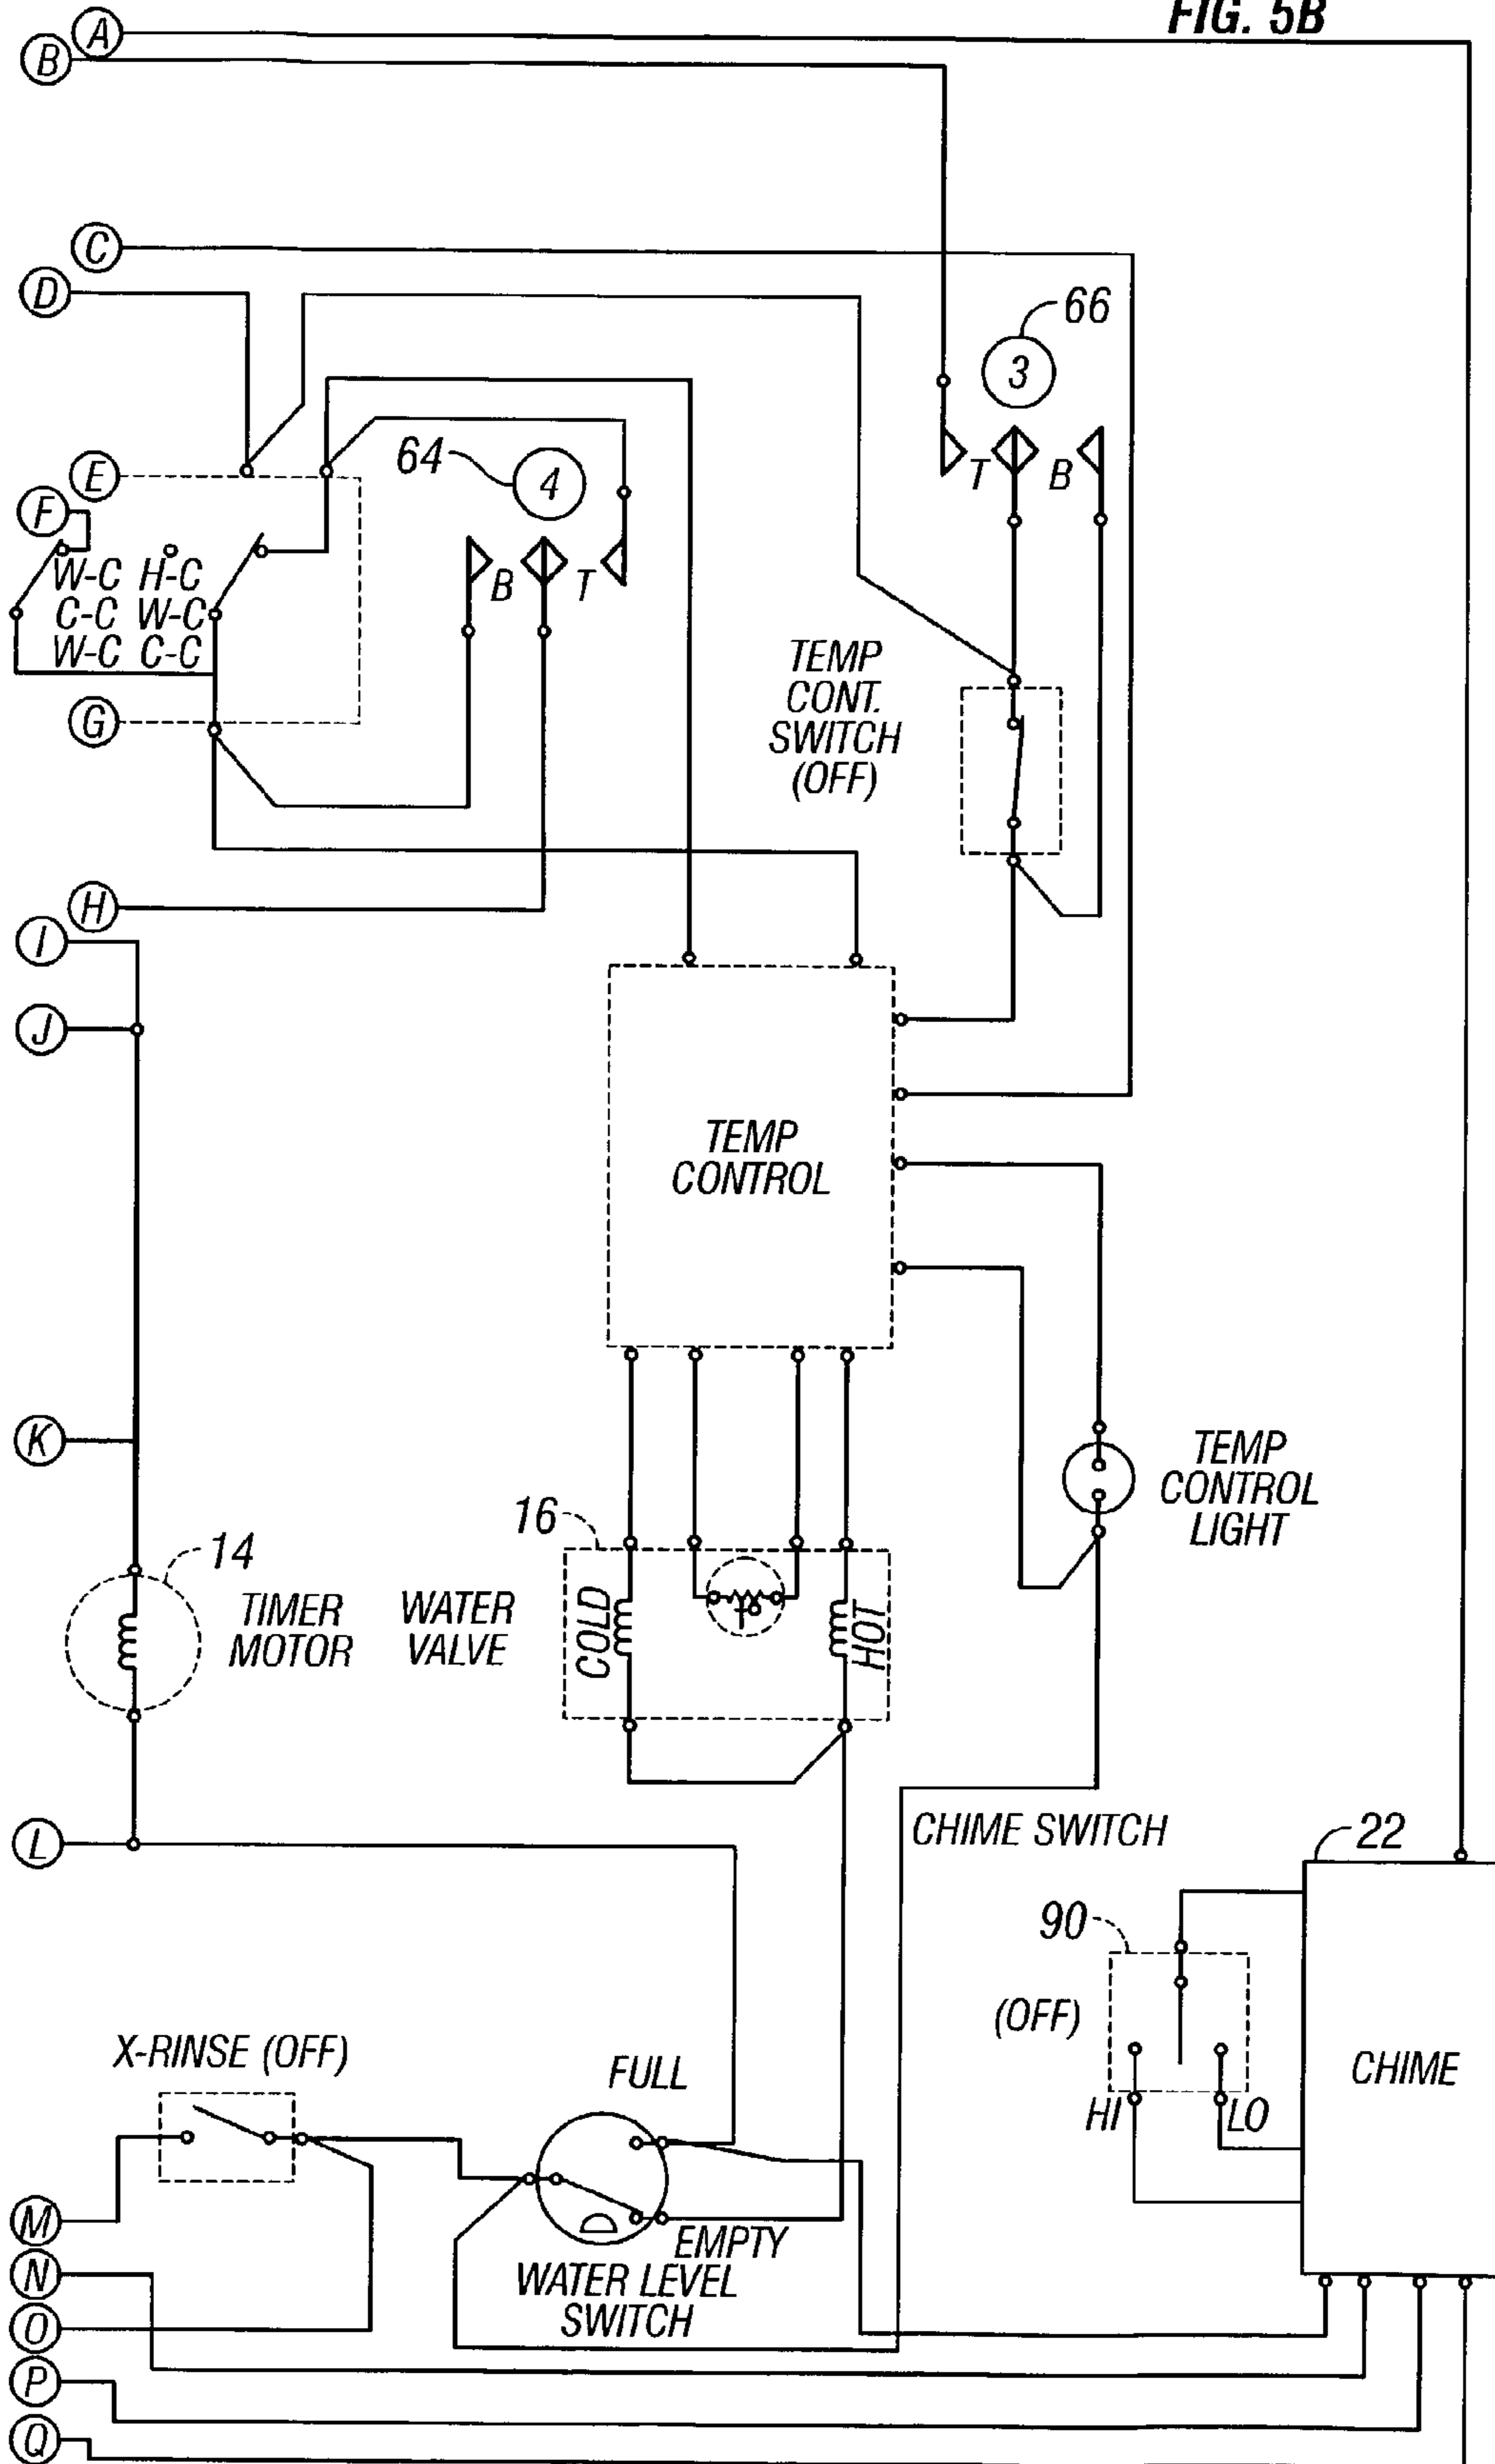 FIG. 5B
A
B
C
D
66
3
E
64
4
F
T
B
W-C H-C
C-C W-C
W-C C-C
B
T
TEMP
CONT.
SWITCH
(OFF)
G
H
I
J
TEMP
CONTROL
K
TEMP
CONTROL
LIGHT
16
14
TIMER
MOTOR
WATER
VALVE
COLD
HOT
L
CHIME SWITCH
22
90
(OFF)
HI
LO
CHIME
X-RINSE (OFF)
FULL
EMPTY
WATER LEVEL
SWITCH
M
N
O
P
Q